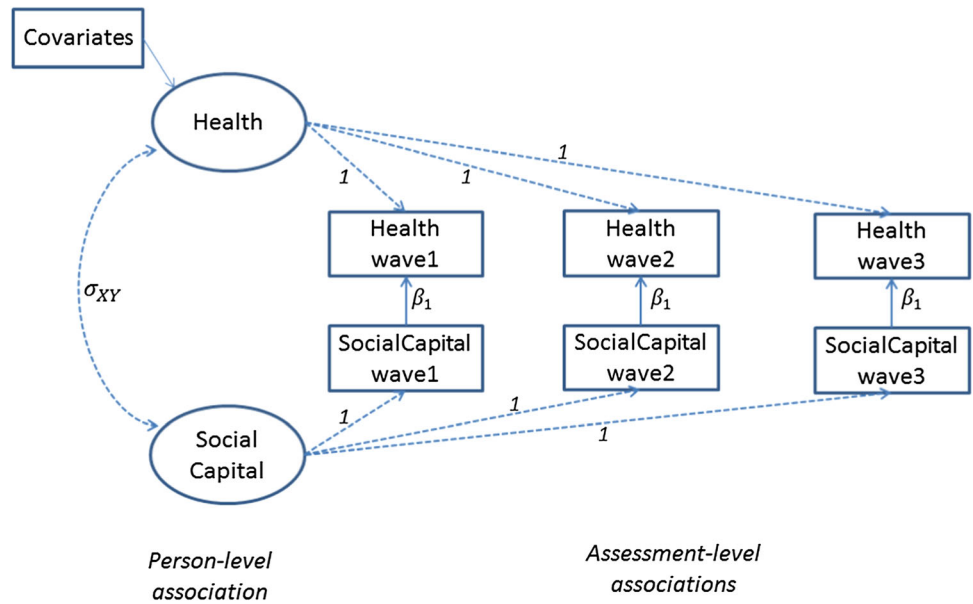 Covariates
Health
1
1
1
Health
wave1
Health
wave2
Health
wave3
σXY
β1
β1
β1
SocialCapital
wave1
SocialCapital
wave2
SocialCapital
wave3
1
1
1
Social
Capital
Person-level
association
Assessment-level
associations